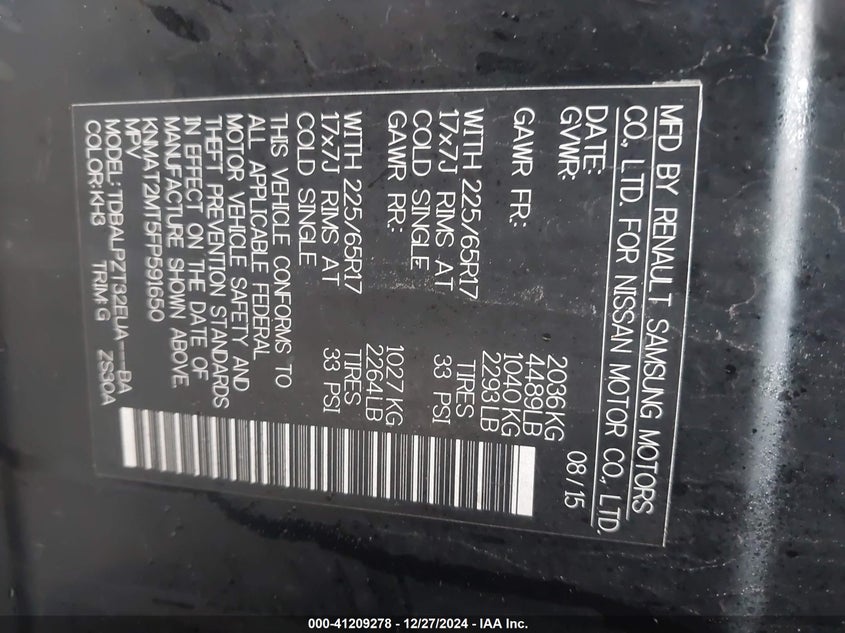 MFD BY RENAULT SAMSUNG MOTORS
CO., LTD. FOR NISSAN MOTOR CO., LTD.
DATE: 08/15
GVWR: 2036KG
4489LB
GAWR FR: 1040KG
2293LB
WITH 225/65R17 TIRES
17x7J RIMS AT 33 PSI
COLD SINGLE
GAWR RR: 1027KG
2264LB
WITH 225/65R17 TIRES
17x7J RIMS AT 33 PSI
COLD SINGLE
THIS VEHICLE CONFORMS TO
ALL APPLICABLE FEDERAL
MOTOR VEHICLE SAFETY AND
THEFT PREVENTION STANDARDS
IN EFFECT ON THE DATE OF
MANUFACTURE SHOWN ABOVE
KNMAT2MT5FP591650
MPV
MODEL: TDBALPZT32EUA----BA
COLOR: KH3 TRIM: G ZS30A
000-41209278 - 12/27/2024 - IAA Inc.